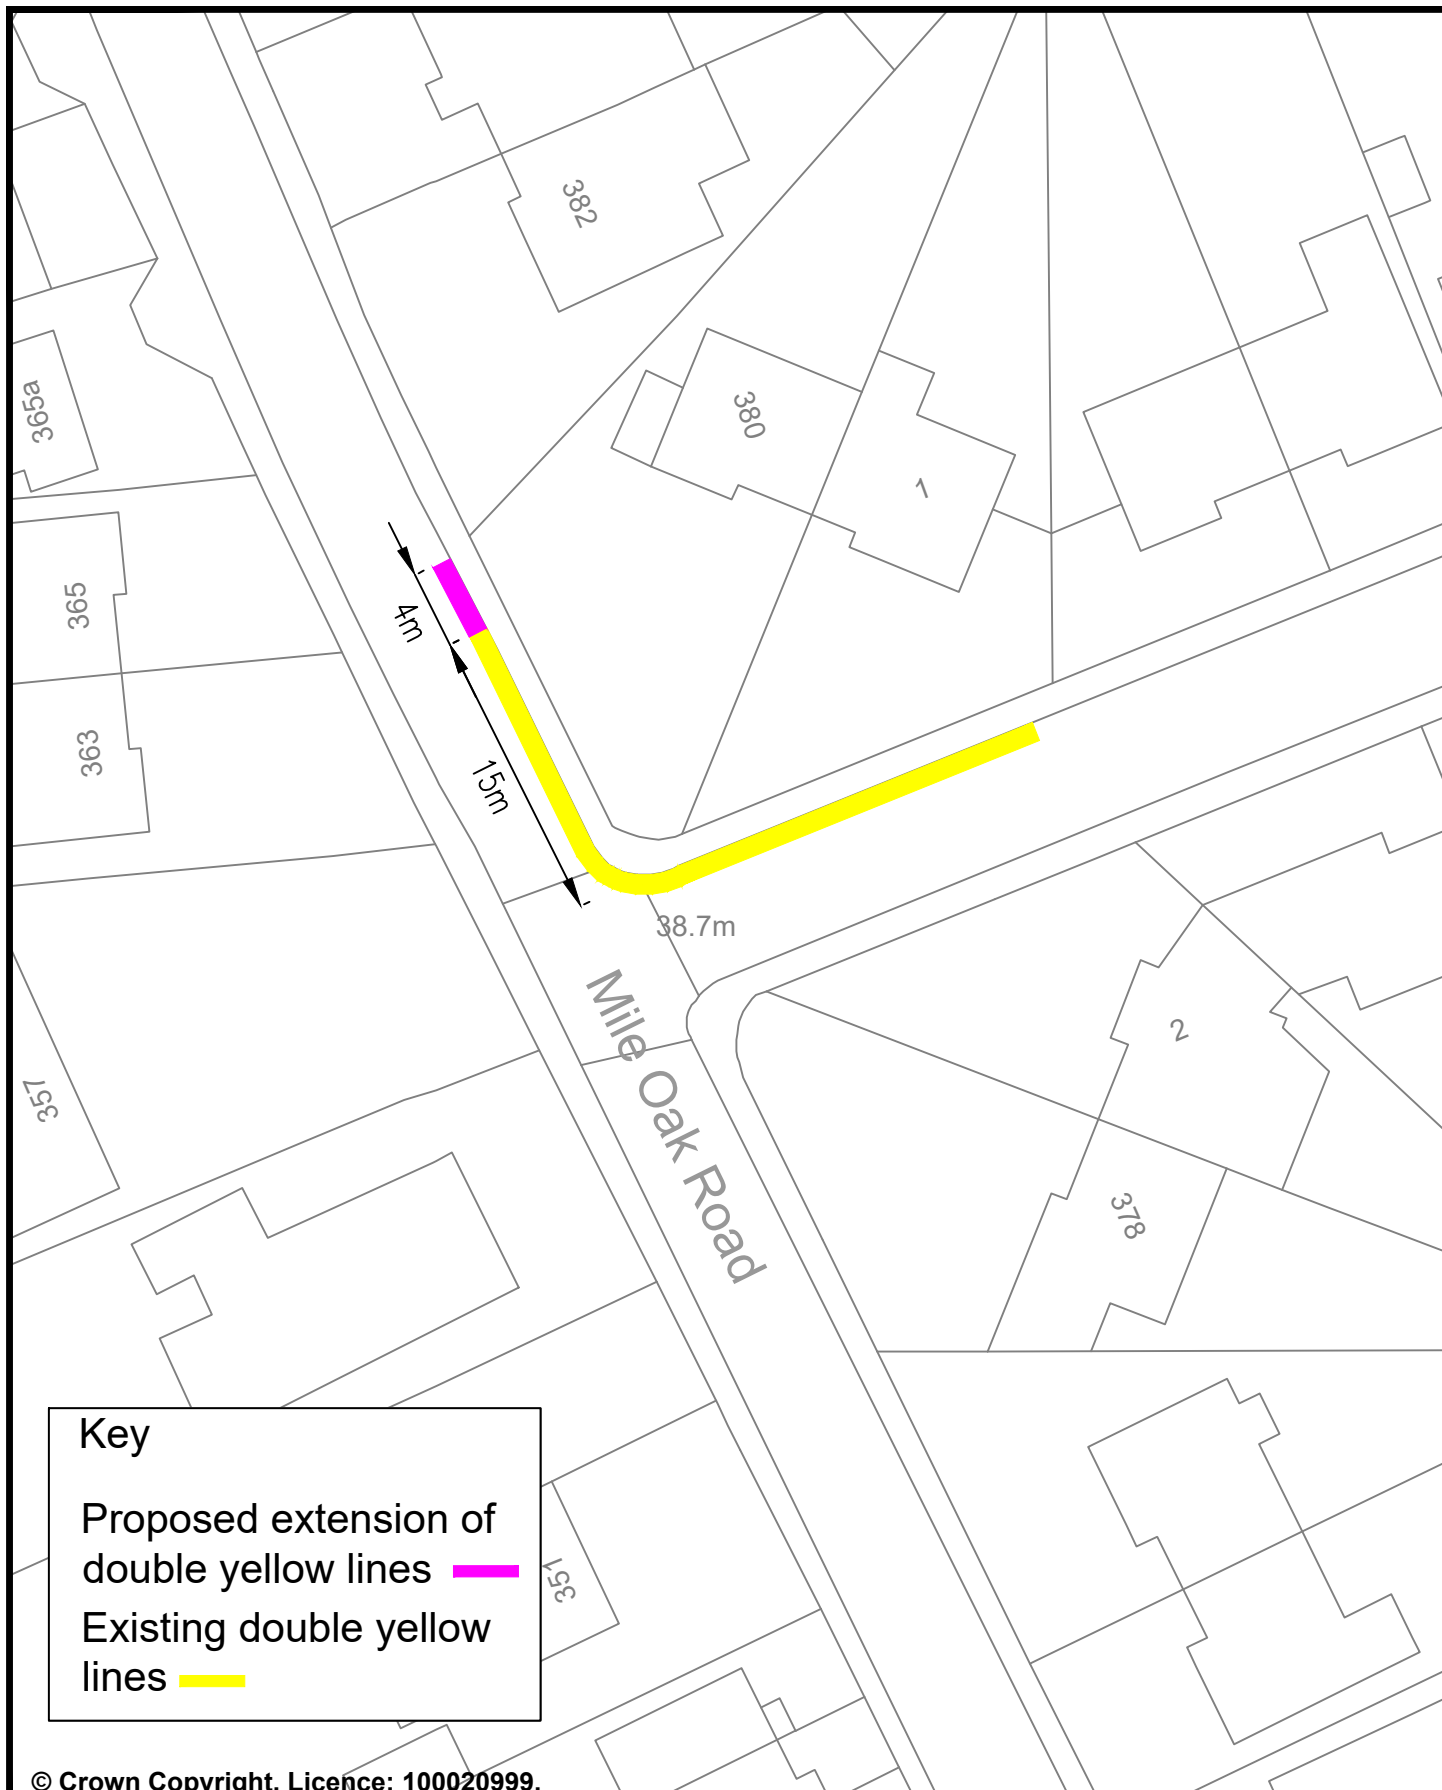 382
365a
380
1
365
4m
363
15m
38.7m
Mile Oak Road
2
357
378
Key
Proposed extension of
double yellow lines
Existing double yellow
lines
351
© Crown Copyright. Licence: 100020999.